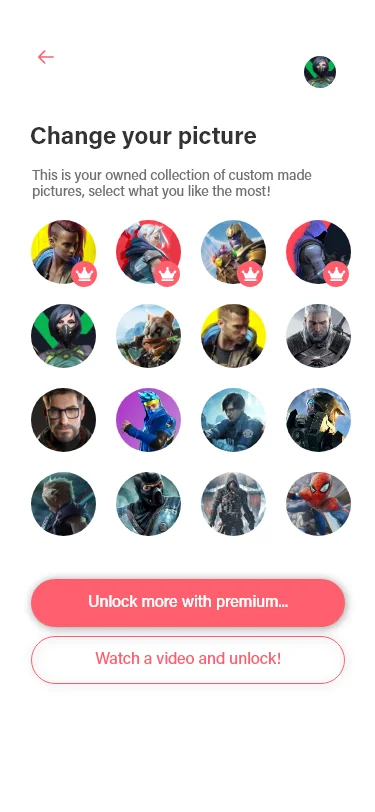 Change your picture
This is your owned collection of custom made
pictures, select what you like the most!
Unlock more with premium...
Watch a video and unlock!